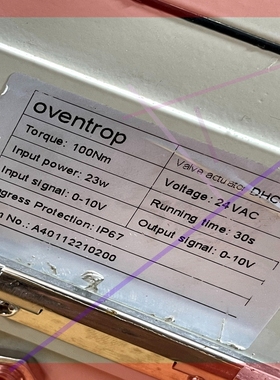 oventrop
Torque: 100Nm
Valve actuator DHC
Input power: 23w
Voltage: 24VAC
Input signal: 0-10V
Running time: 30s
gress Protection: IP67
Output signal: 0-10V
No.: A40112210200